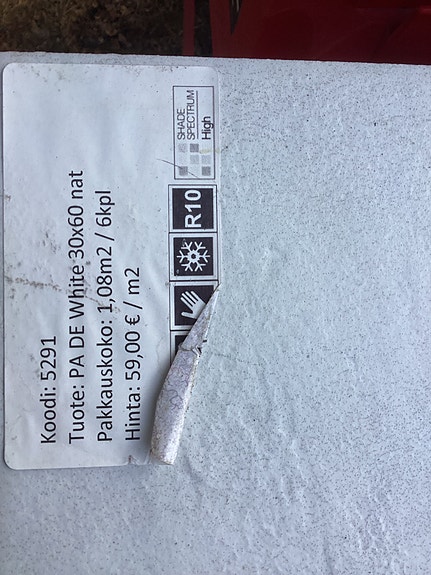 Koodi: 5291
Tuote: PA DE White 30x60 nat
Pakkauskoko: 1,08m2 / 6kpl
Hinta: 59,00 € / m2
R10
SHADE
SPECTRUM
High